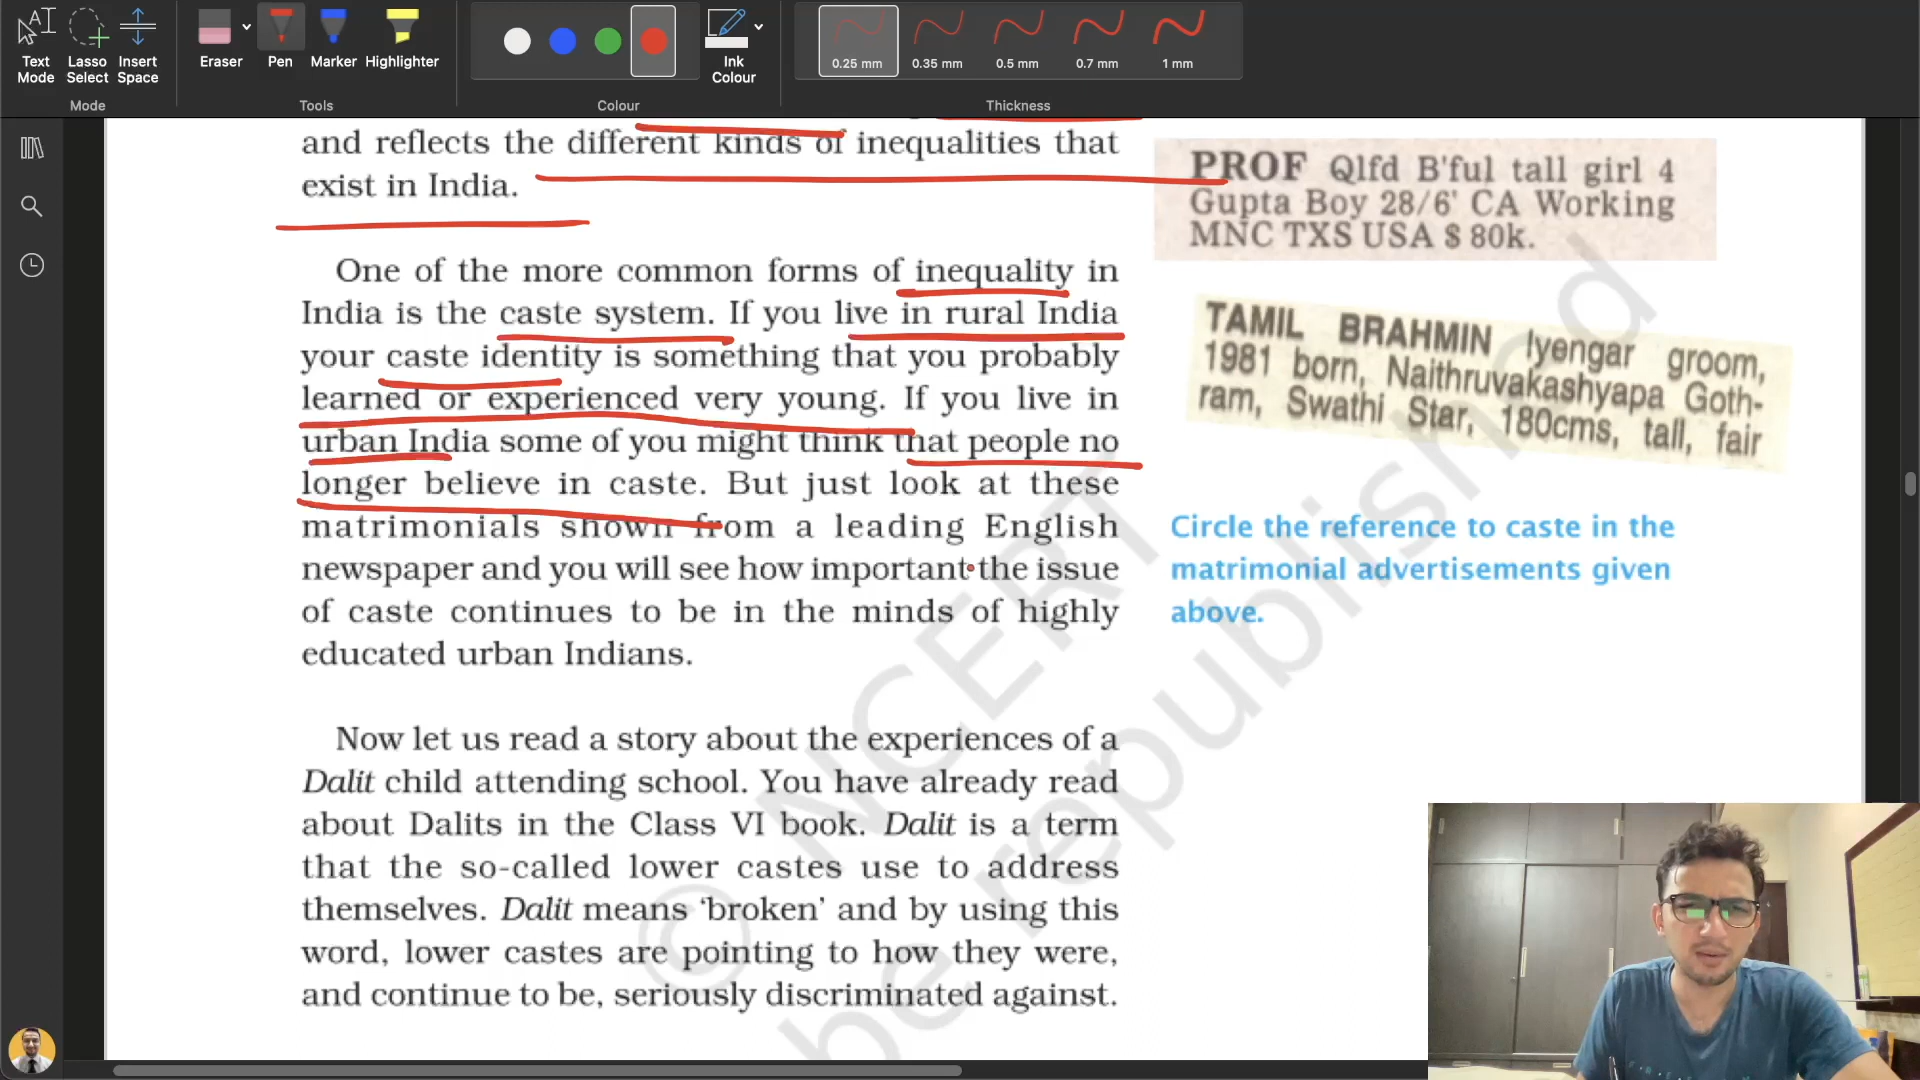 Text
Mode
Lasso
Select
Insert
Space
Mode
Eraser
Pen
Marker
Highlighter
Tools
Ink
Colour
Colour
0.25 mm
0.35 mm
0.5 mm
0.7 mm
1 mm
Thickness
and reflects the different kinds of inequalities that
exist in India.
One of the more common forms of inequality in
India is the caste system. If you live in rural India
your caste identity is something that you probably
learned or experienced very young. If you live in
urban India some of you might think that people no
longer believe in caste. But just look at these
matrimonials shown from a leading English
newspaper and you will see how important the issue
of caste continues to be in the minds of highly
educated urban Indians.
Now let us read a story about the experiences of a
Dalit child attending school. You have already read
about Dalits in the Class VI book. Dalit is a term
that the so-called lower castes use to address
themselves. Dalit means ‘broken’ and by using this
word, lower castes are pointing to how they were,
and continue to be, seriously discriminated against.
PROF Qlfd B'ful tall girl 4
Gupta Boy 28/6' CA Working
MNC TXS USA $ 80k.
TAMIL BRAHMIN Iyengar groom,
1981 born, Naithruvakashyapa Goth-
ram, Swathi Star, 180cms, tall, fair
Circle the reference to caste in the
matrimonial advertisements given
above.
© NCERT
be republished